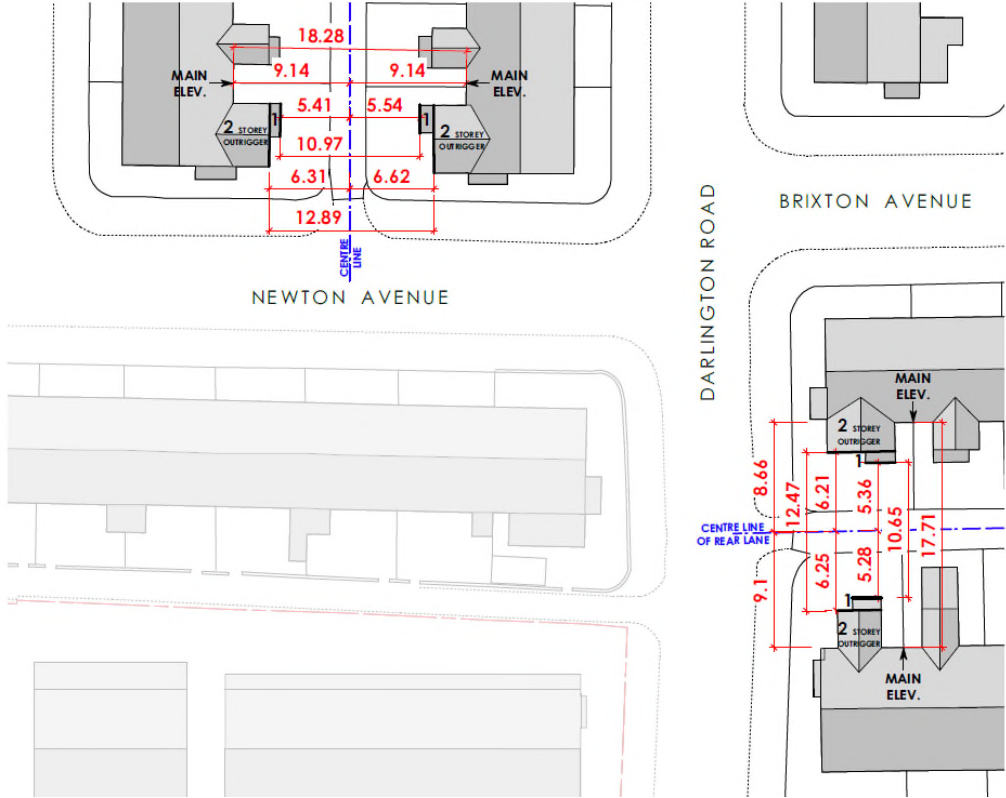 18.28
9.14
9.14
MAIN
ELEV.
MAIN
ELEV.
5.41
5.54
1
1
2 STOREY
OUTRIGGER
2 STOREY
OUTRIGGER
10.97
6.31
6.62
12.89
CENTRE
LINE
NEWTON AVENUE
DARLINGTON ROAD
BRIXTON AVENUE
MAIN
ELEV.
2 STOREY
OUTRIGGER
1
8.66
12.47
6.21
5.36
10.65
17.71
CENTRE LINE
OF REAR LANE
9.1
6.25
5.28
1
2 STOREY
OUTRIGGER
MAIN
ELEV.